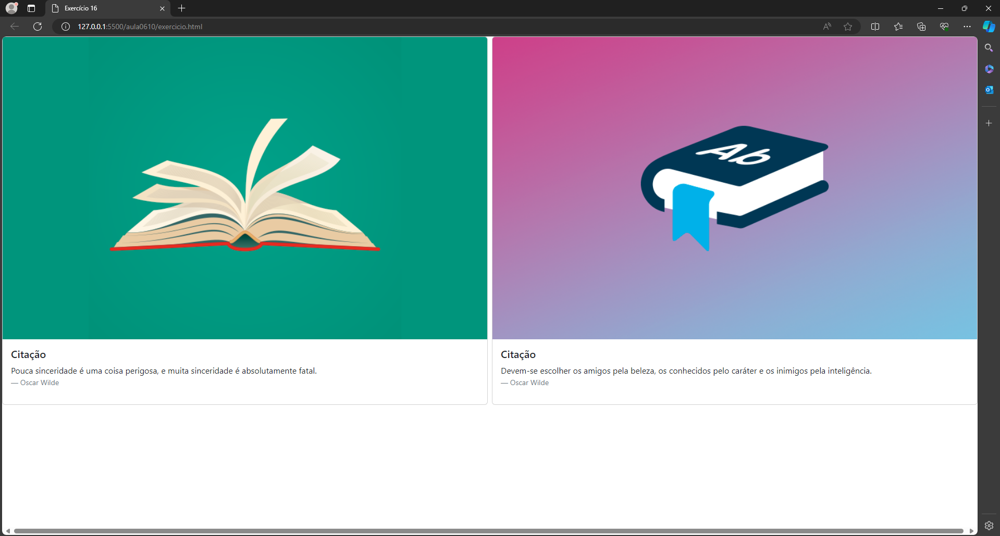 Exercício 16
127.0.0.1:5500/aula0610/exercicio.html
Ab
Citação
Pouca sinceridade é uma coisa perigosa, e muita sinceridade é absolutamente fatal.
— Oscar Wilde
Citação
Devem-se escolher os amigos pela beleza, os conhecidos pelo caráter e os inimigos pela inteligência.
— Oscar Wilde